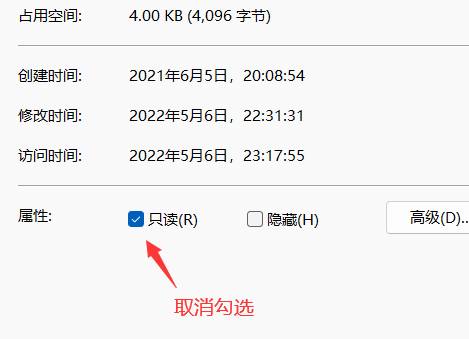 占用空间: 4.00 KB (4,096 字节)
创建时间: 2021年6月5日，20:08:54
修改时间: 2022年5月6日，22:31:31
访问时间: 2022年5月6日，23:17:55
属性: 只读(R) 隐藏(H) 高级(D)..
取消勾选